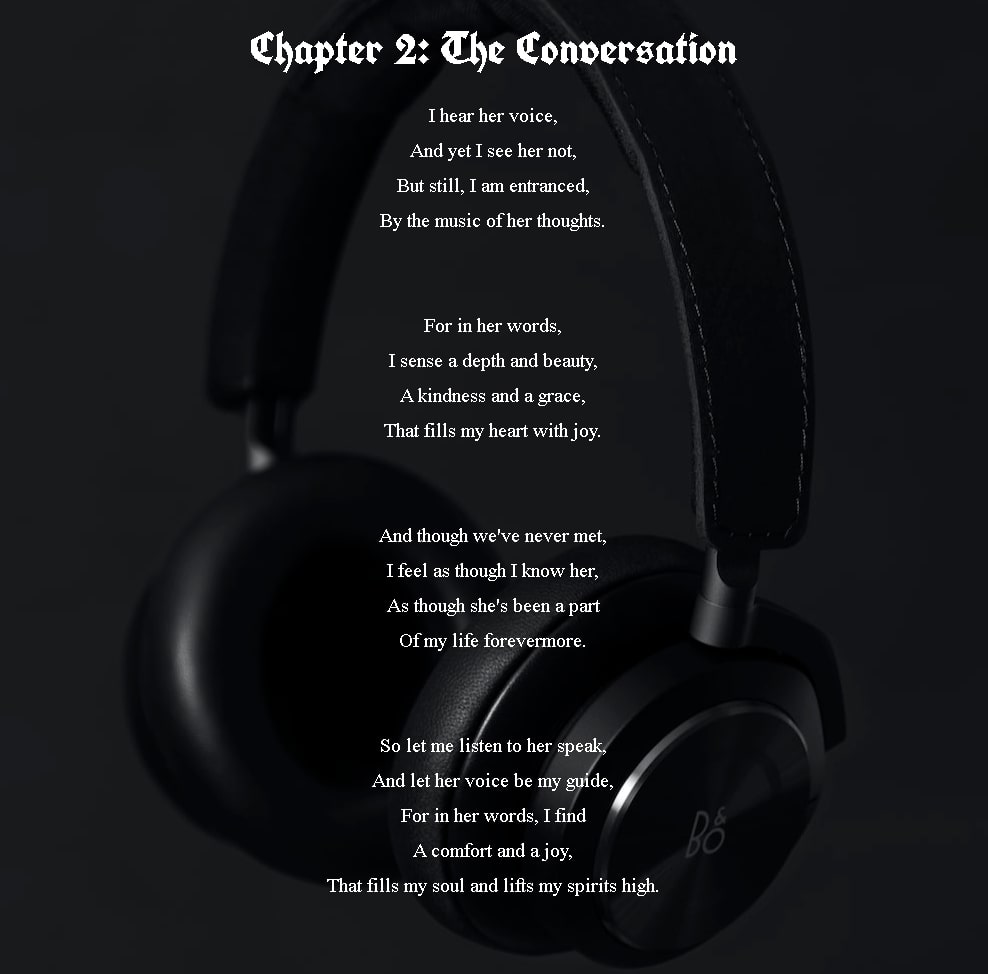 Chapter 2: The Conversation
I hear her voice,
And yet I see her not,
But still, I am entranced,
By the music of her thoughts.
For in her words,
I sense a depth and beauty,
A kindness and a grace,
That fills my heart with joy.
And though we've never met,
I feel as though I know her,
As though she's been a part
Of my life forevermore.
So let me listen to her speak,
And let her voice be my guide,
For in her words, I find
A comfort and a joy,
That fills my soul and lifts my spirits high.
B&O